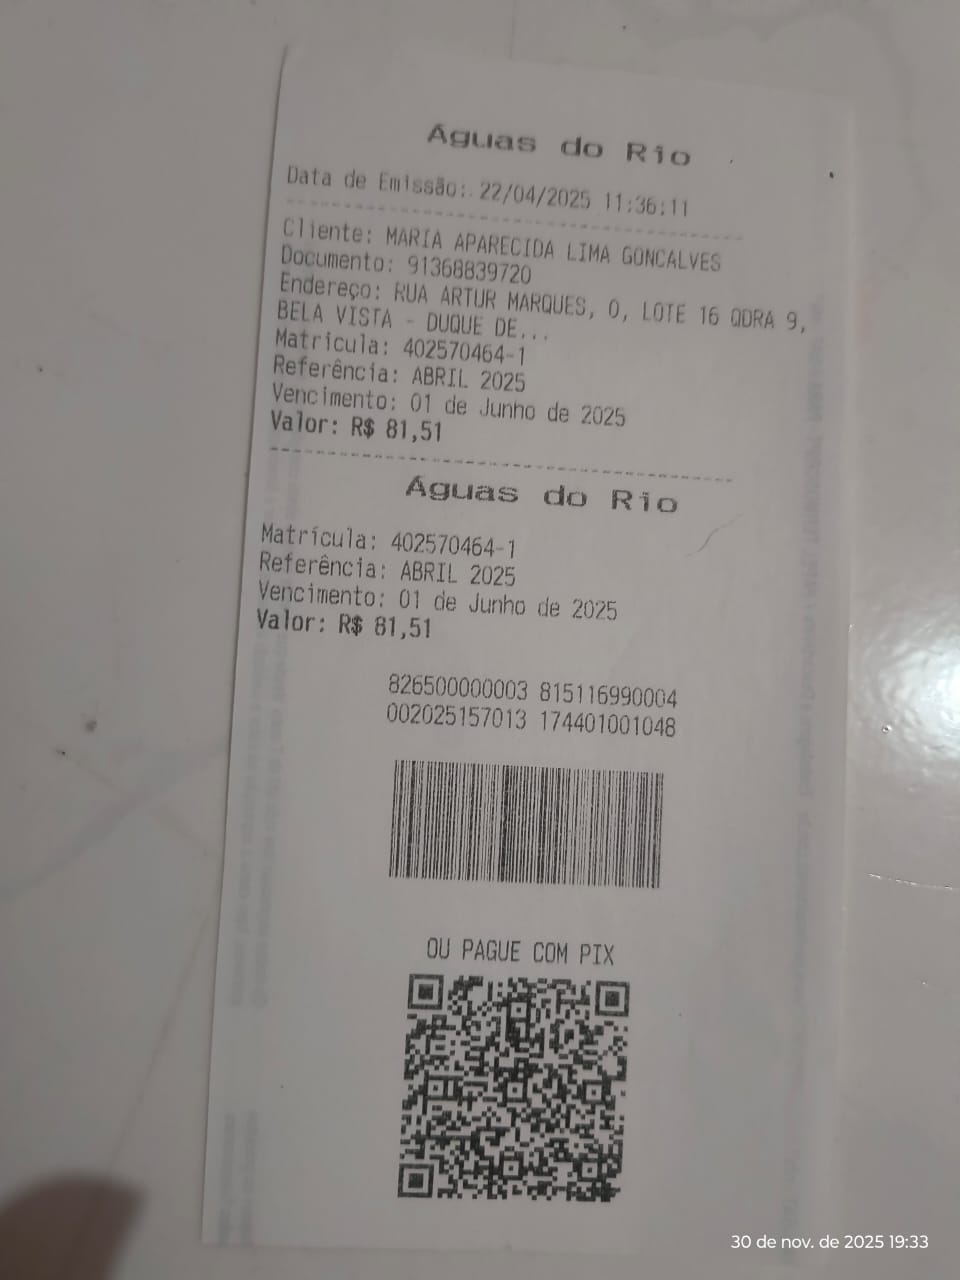 Águas do Rio
Data de Emissão: 22/04/2025 11:36:11
Cliente: MARIA APARECIDA LIMA GONCALVES
Documento: 91368839720
Endereço: RUA ARTUR MARQUES, 0, LOTE 16 QDRA 9,
BELA VISTA - DUQUE DE...
Matrícula: 402570464-1
Referência: ABRIL 2025
Vencimento: 01 de Junho de 2025
Valor: R$ 81,51
Águas do Rio
Matrícula: 402570464-1
Referência: ABRIL 2025
Vencimento: 01 de Junho de 2025
Valor: R$ 81,51
826500000003 815116990004
002025157013 174401001048
OU PAGUE COM PIX
30 de nov. de 2025 19:33